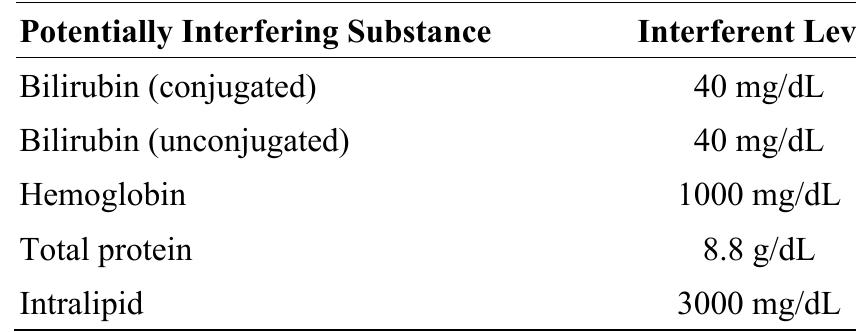 Potentially Interfering Substance Interferent Lev
Bilirubin (conjugated) 40 mg/dL
Bilirubin (unconjugated) 40 mg/dL
Hemoglobin 1000 mg/dL
Total protein 8.8 g/dL
Intralipid 3000 mg/dL